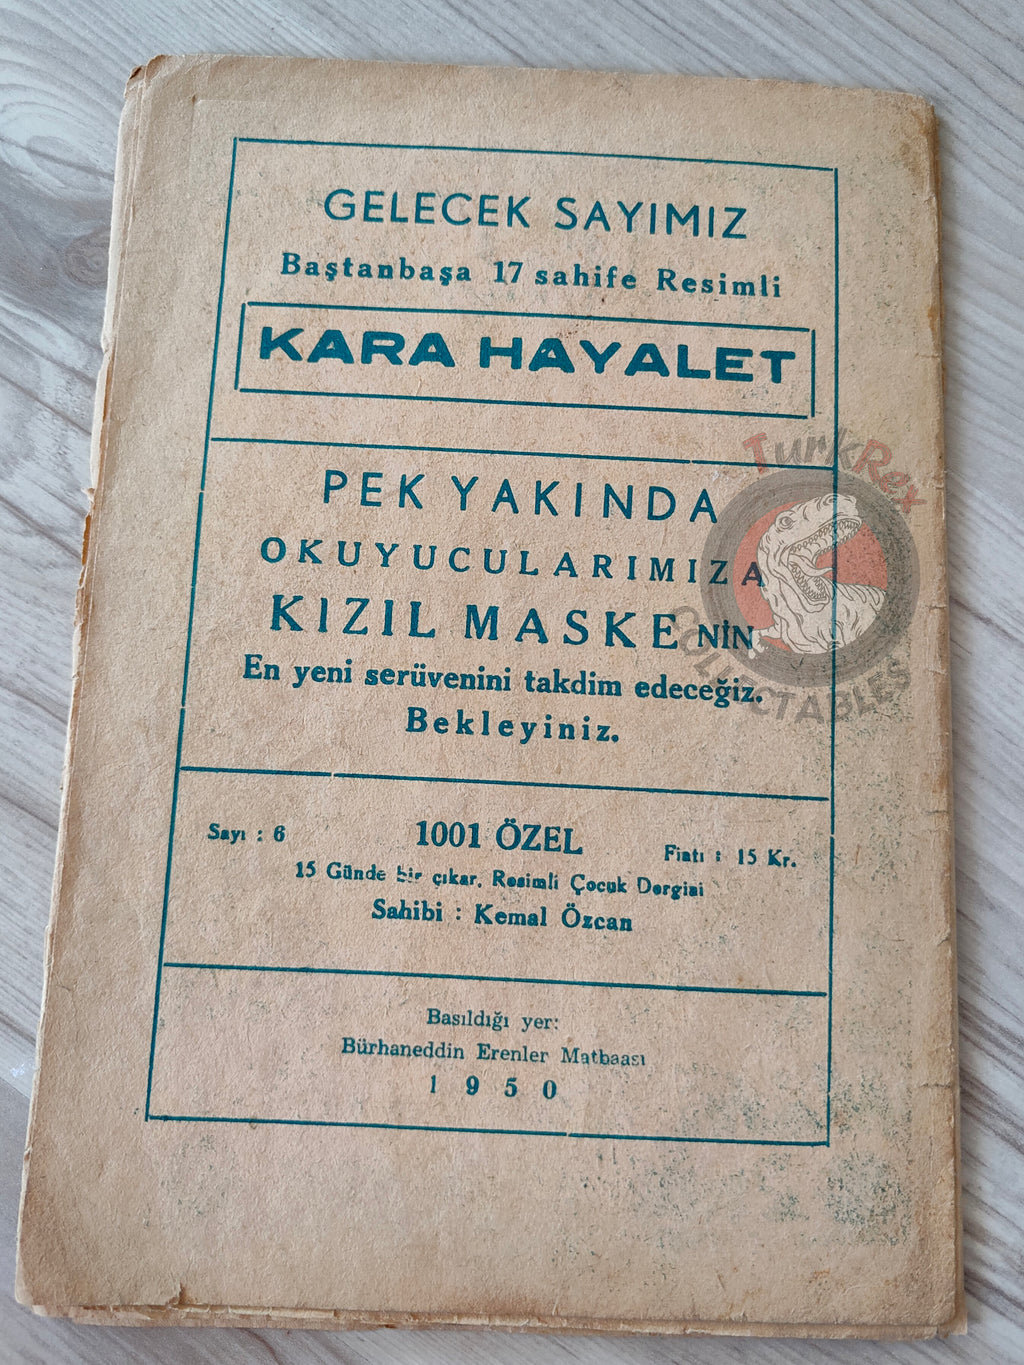 GELECEK SAYIMIZ
Baştanbaşa 17 sahife Resimli
KARA HAYALET
PEK YAKINDA
OKUYUCULARIMIZA
KIZIL MASKENİN
En yeni serüvenini takdim edeceğiz.
Bekleyiniz.
Sayı : 6 1001 ÖZEL Fiatı : 15 Kr.
15 Günde bir çıkar. Resimli Çocuk Dergisi
Sahibi : Kemal Özcan
Basıldığı yer:
Bürhaneddin Erenler Matbaası
1950
TurkRex
COLLECTABLES